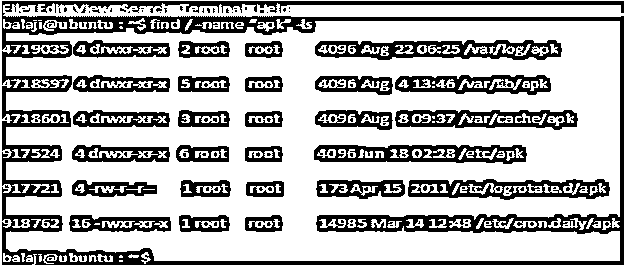 File Edit View Search Terminal Help
balaji@ubuntu : ~$ find / -name "apk" -ls
4719035 4 drwxr-xr-x 2 root root 4096 Aug 22 06:25 /var/log/apk
4718597 4 drwxr-xr-x 5 root root 4096 Aug 4 13:46 /var/lib/apk
4718601 4 drwxr-xr-x 3 root root 4096 Aug 8 09:37 /var/cache/apk
917524 4 drwxr-xr-x 6 root root 4096 Jun 18 02:28 /etc/apk
917721 4 -rw-r--r-- 1 root root 173 Apr 15 2011 /etc/logrotate.d/apk
918762 16 -rwxr-xr-x 1 root root 14985 Mar 14 12:48 /etc/cron.daily/apk
balaji@ubuntu : ~$